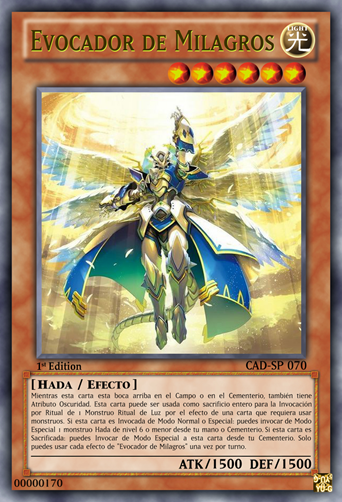 Evocador de Milagros
LIGHT
光
1st Edition
CAD-SP 070
[Hada / Efecto]
Mientras esta carta esta boca arriba en el Campo o en el Cementerio, también tiene
Atributo Oscuridad. Esta carta puede ser usada como sacrificio entero para la Invocación
por Ritual de 1 Monstruo Ritual de Luz por el efecto de una carta que requiera usar
monstruos. Si esta carta es Invocada de Modo Normal o Especial: puedes invocar de Modo
Especial 1 monstruo Hada de nivel 6 o menor desde tu mano o Cementerio. Si esta carta es
Sacrificada: puedes Invocar de Modo Especial a esta carta desde tu Cementerio. Solo
puedes usar cada efecto de "Evocador de Milagros" una vez por turno.
ATK/1500 DEF/1500
00000170